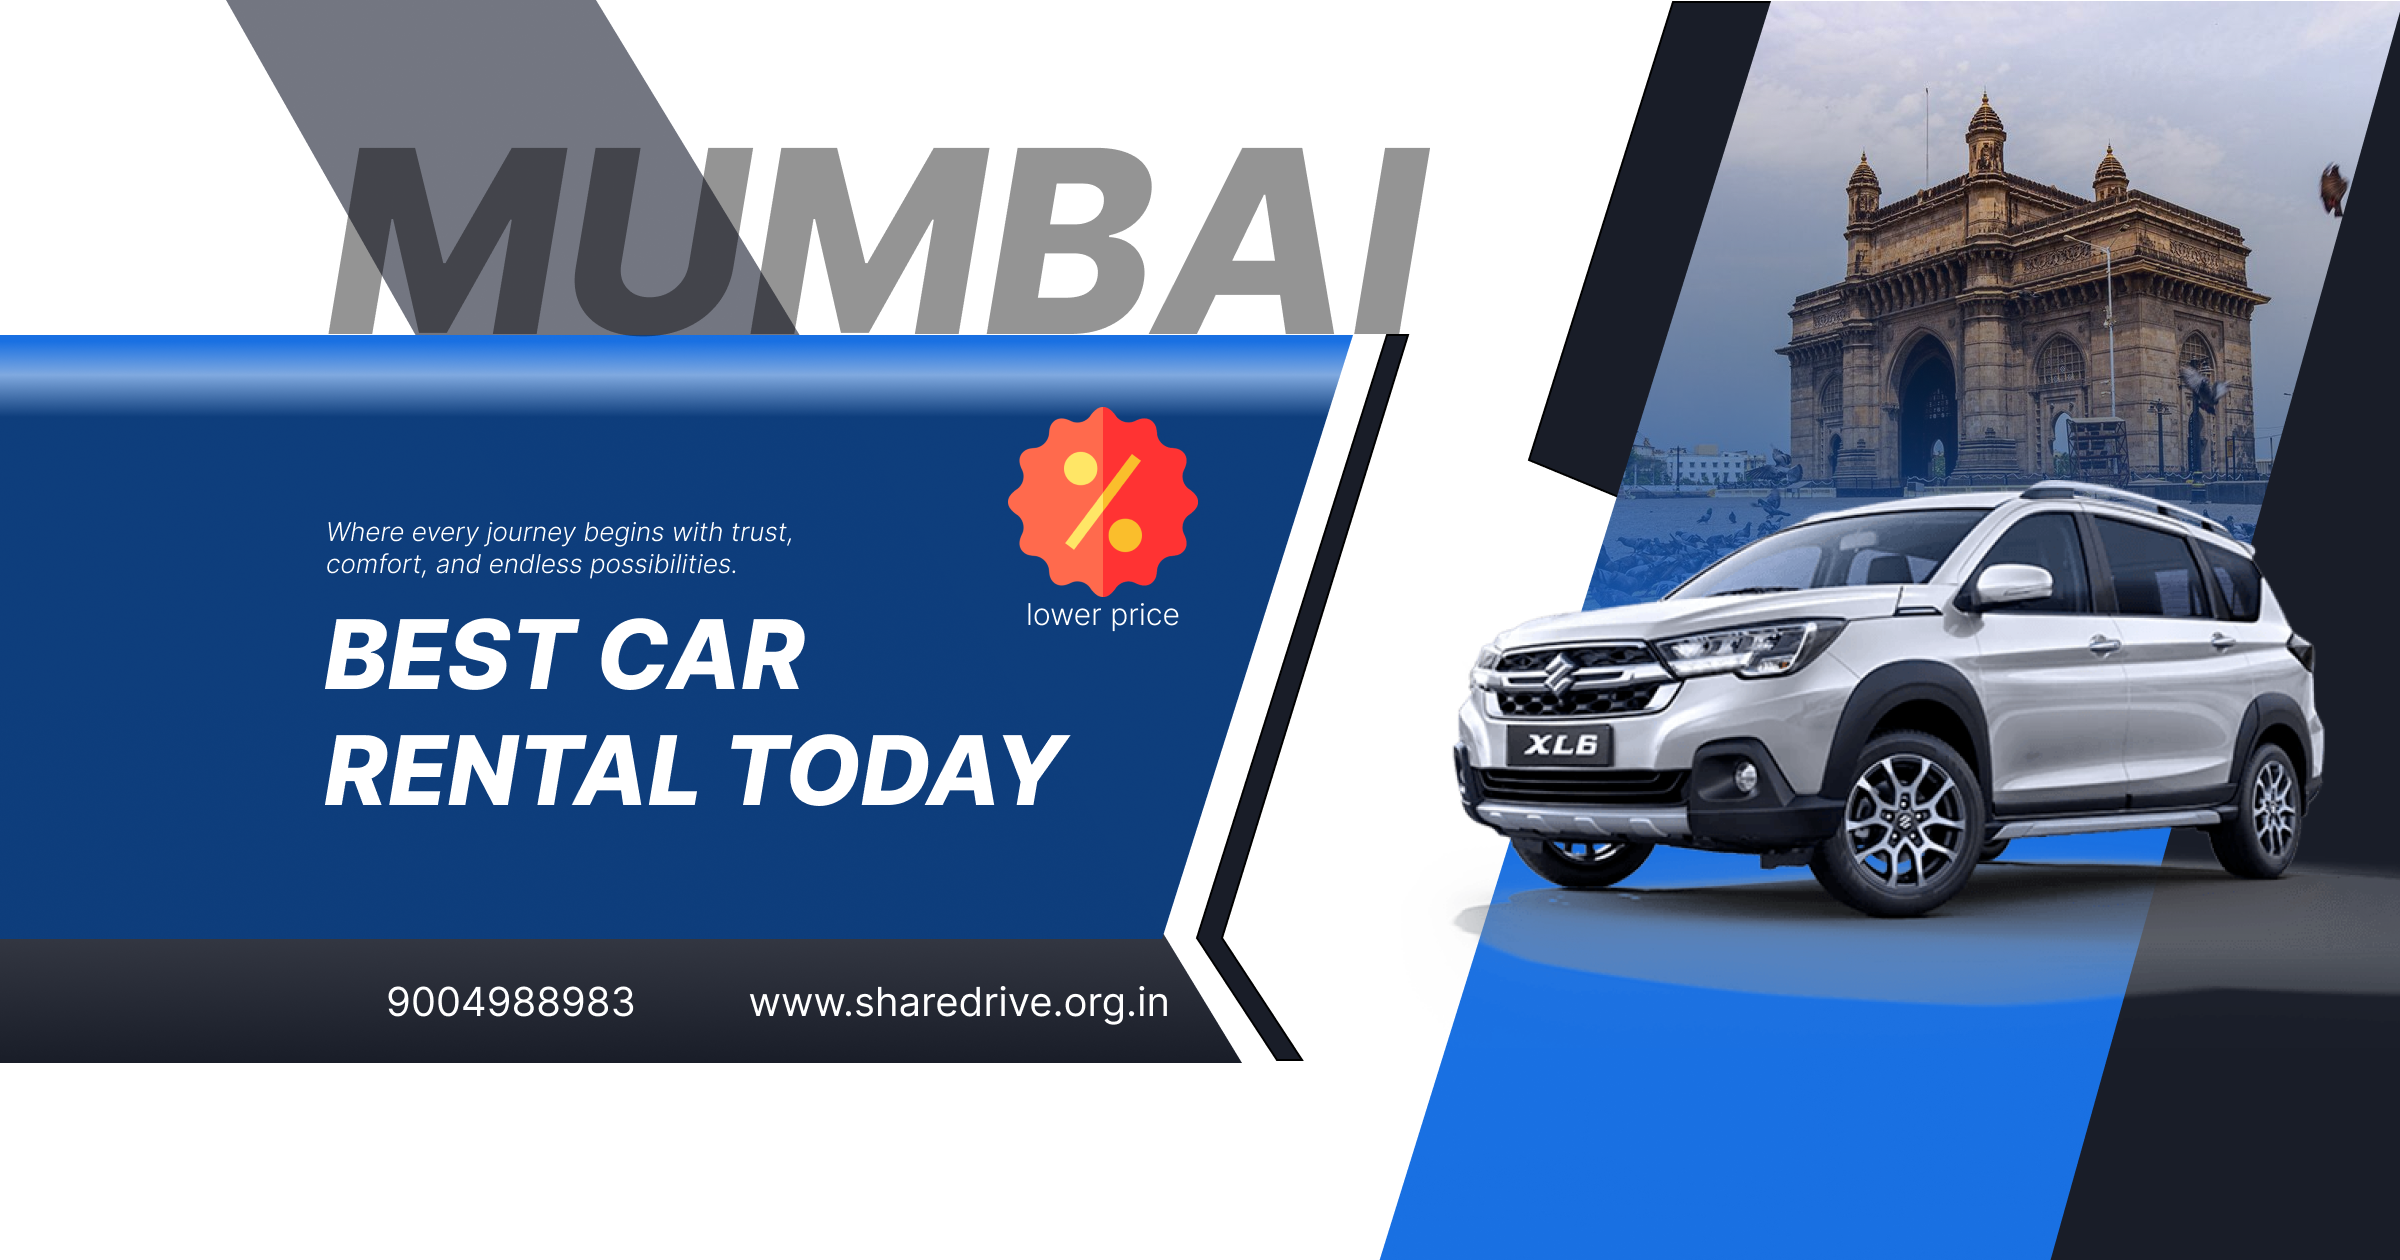 MUMBAI
Where every journey begins with trust,
comfort, and endless possibilities.
lower price
BEST CAR
RENTAL TODAY
9004988983
www.sharedrive.org.in
XL6